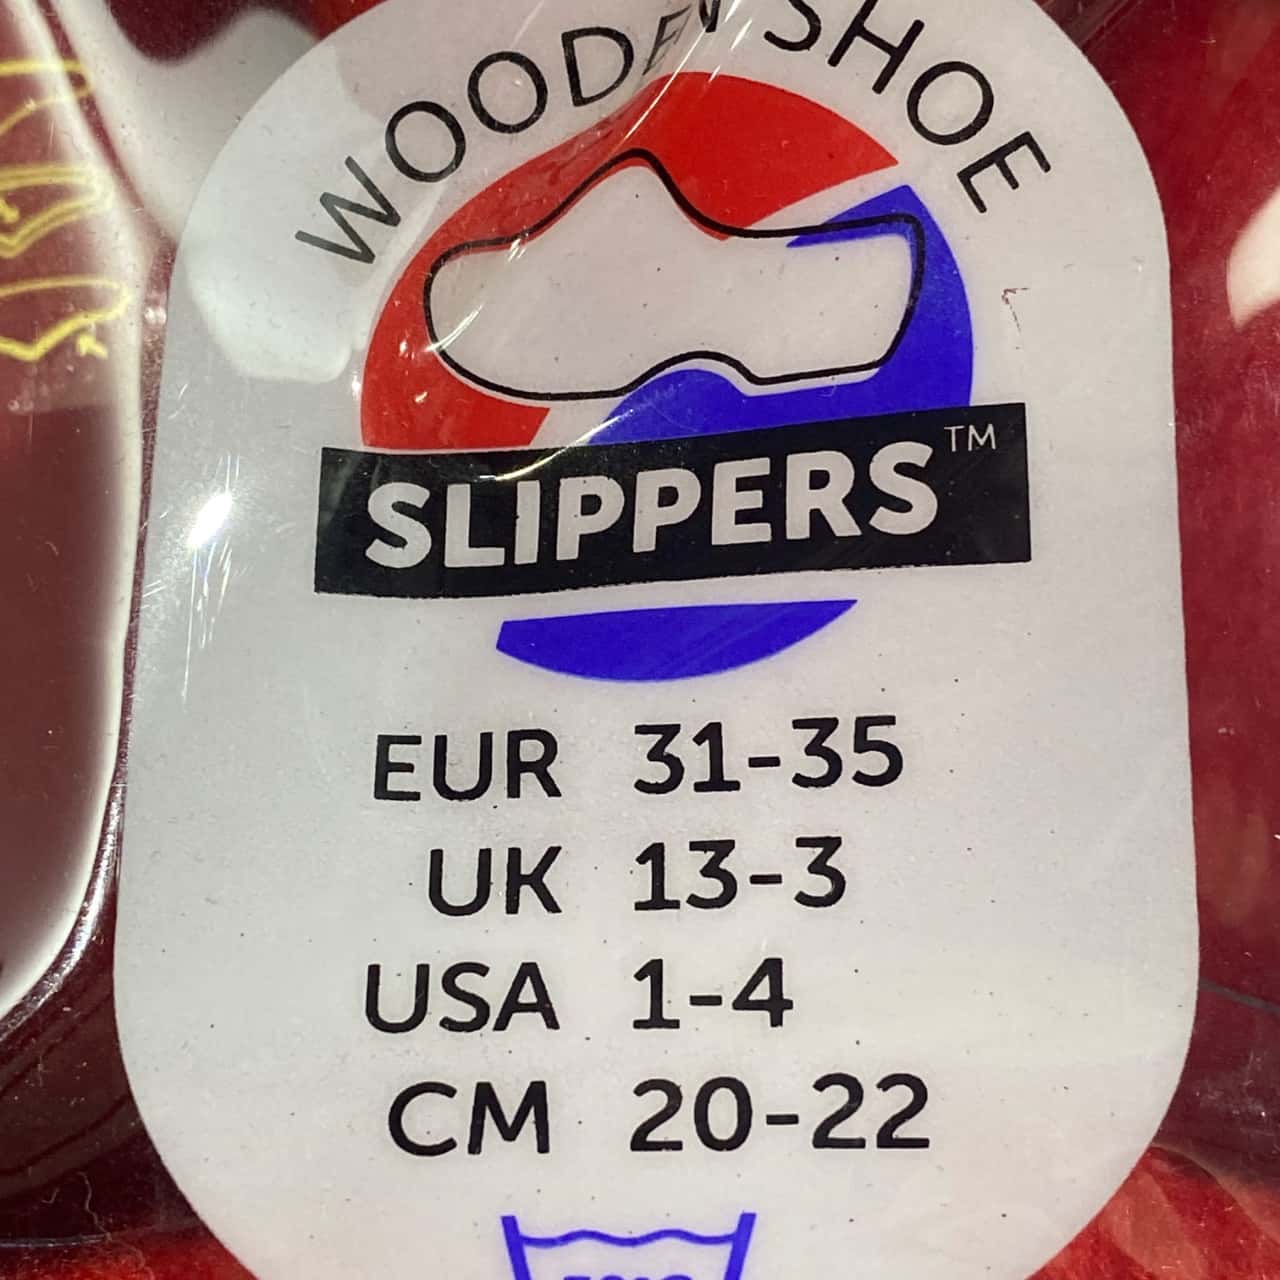 WOODEN SHOE
SLIPPERS™
EUR 31-35
UK 13-3
USA 1-4
CM 20-22